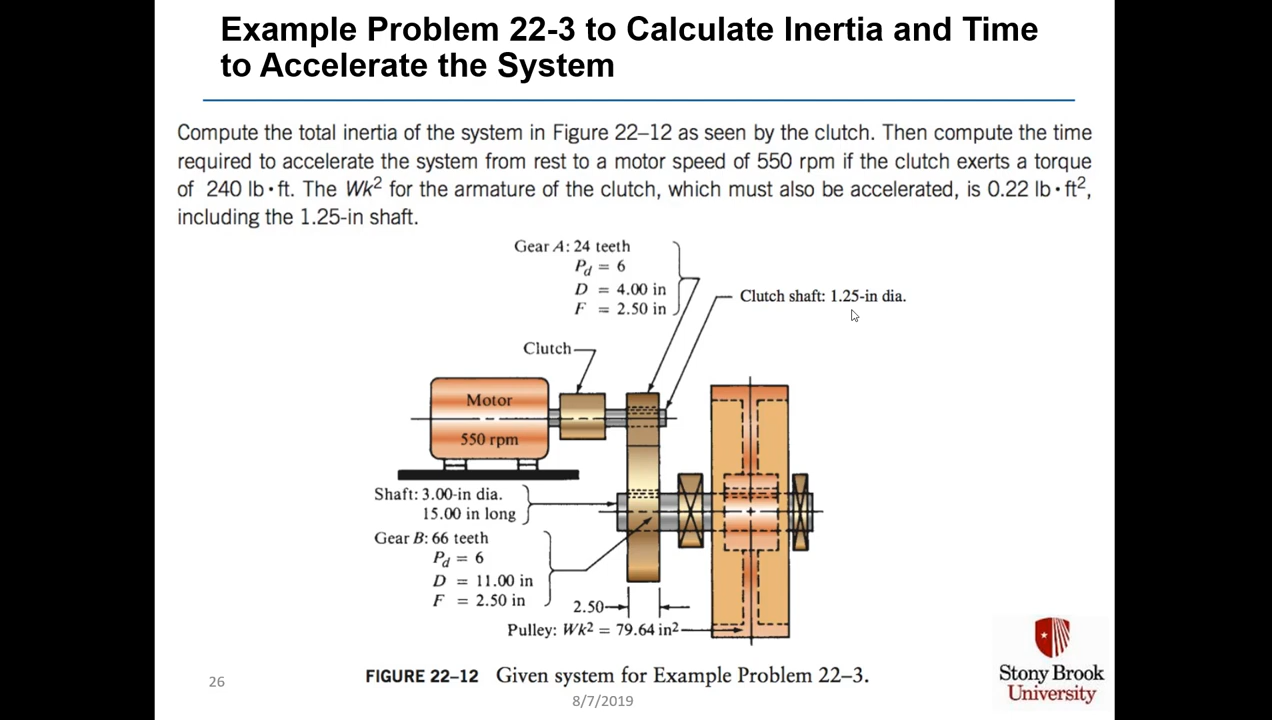 Example Problem 22-3 to Calculate Inertia and Time
to Accelerate the System
Compute the total inertia of the system in Figure 22–12 as seen by the clutch. Then compute the time
required to accelerate the system from rest to a motor speed of 550 rpm if the clutch exerts a torque
of 240 lb·ft. The Wk² for the armature of the clutch, which must also be accelerated, is 0.22 lb·ft²,
including the 1.25-in shaft.
Gear A: 24 teeth
Pd = 6
D = 4.00 in
F = 2.50 in
Clutch shaft: 1.25-in dia.
Clutch
Motor
550 rpm
Shaft: 3.00-in dia.
15.00 in long
Gear B: 66 teeth
Pd = 6
D = 11.00 in
F = 2.50 in
2.50
Pulley: Wk² = 79.64 in²
FIGURE 22–12 Given system for Example Problem 22–3.
26
8/7/2019
Stony Brook
University